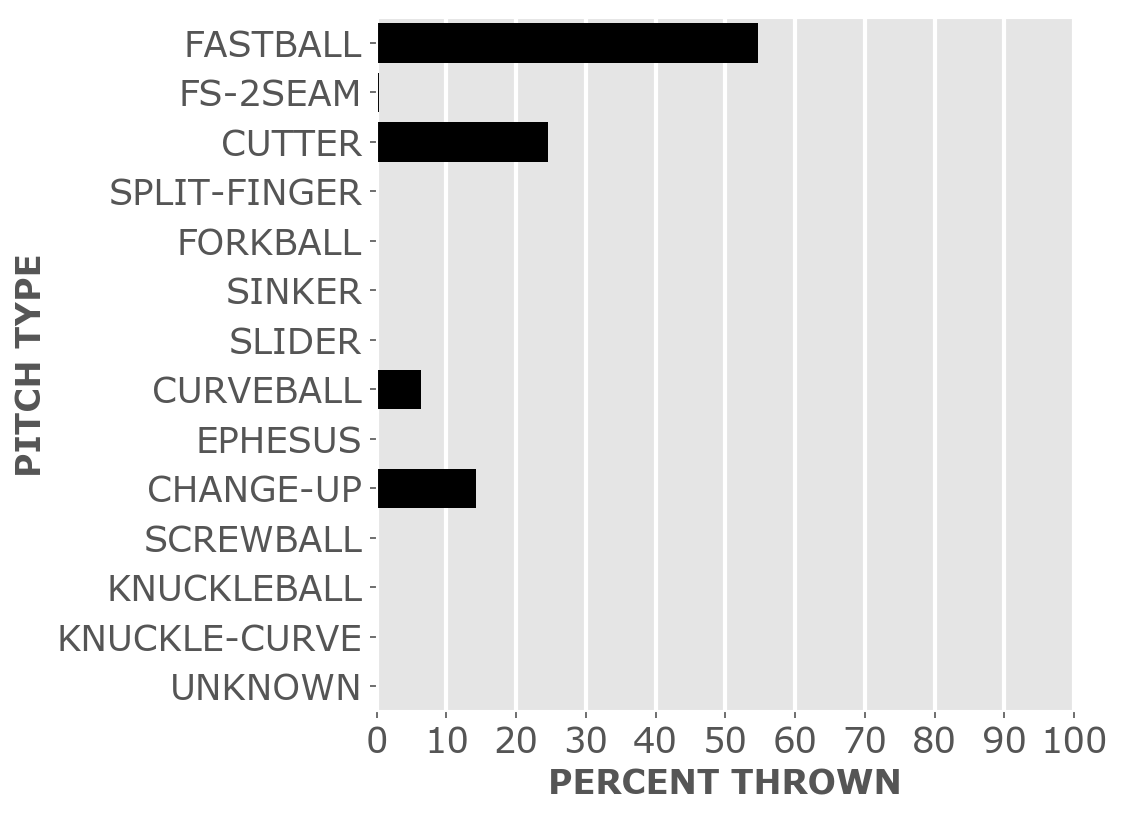 FASTBALL
FS-2SEAM
CUTTER
SPLIT-FINGER
FORKBALL
SINKER
SLIDER
CURVEBALL
EPHESUS
CHANGE-UP
SCREWBALL
KNUCKLEBALL
KNUCKLE-CURVE
UNKNOWN
PITCH TYPE
0 10 20 30 40 50 60 70 80 90 100
PERCENT THROWN